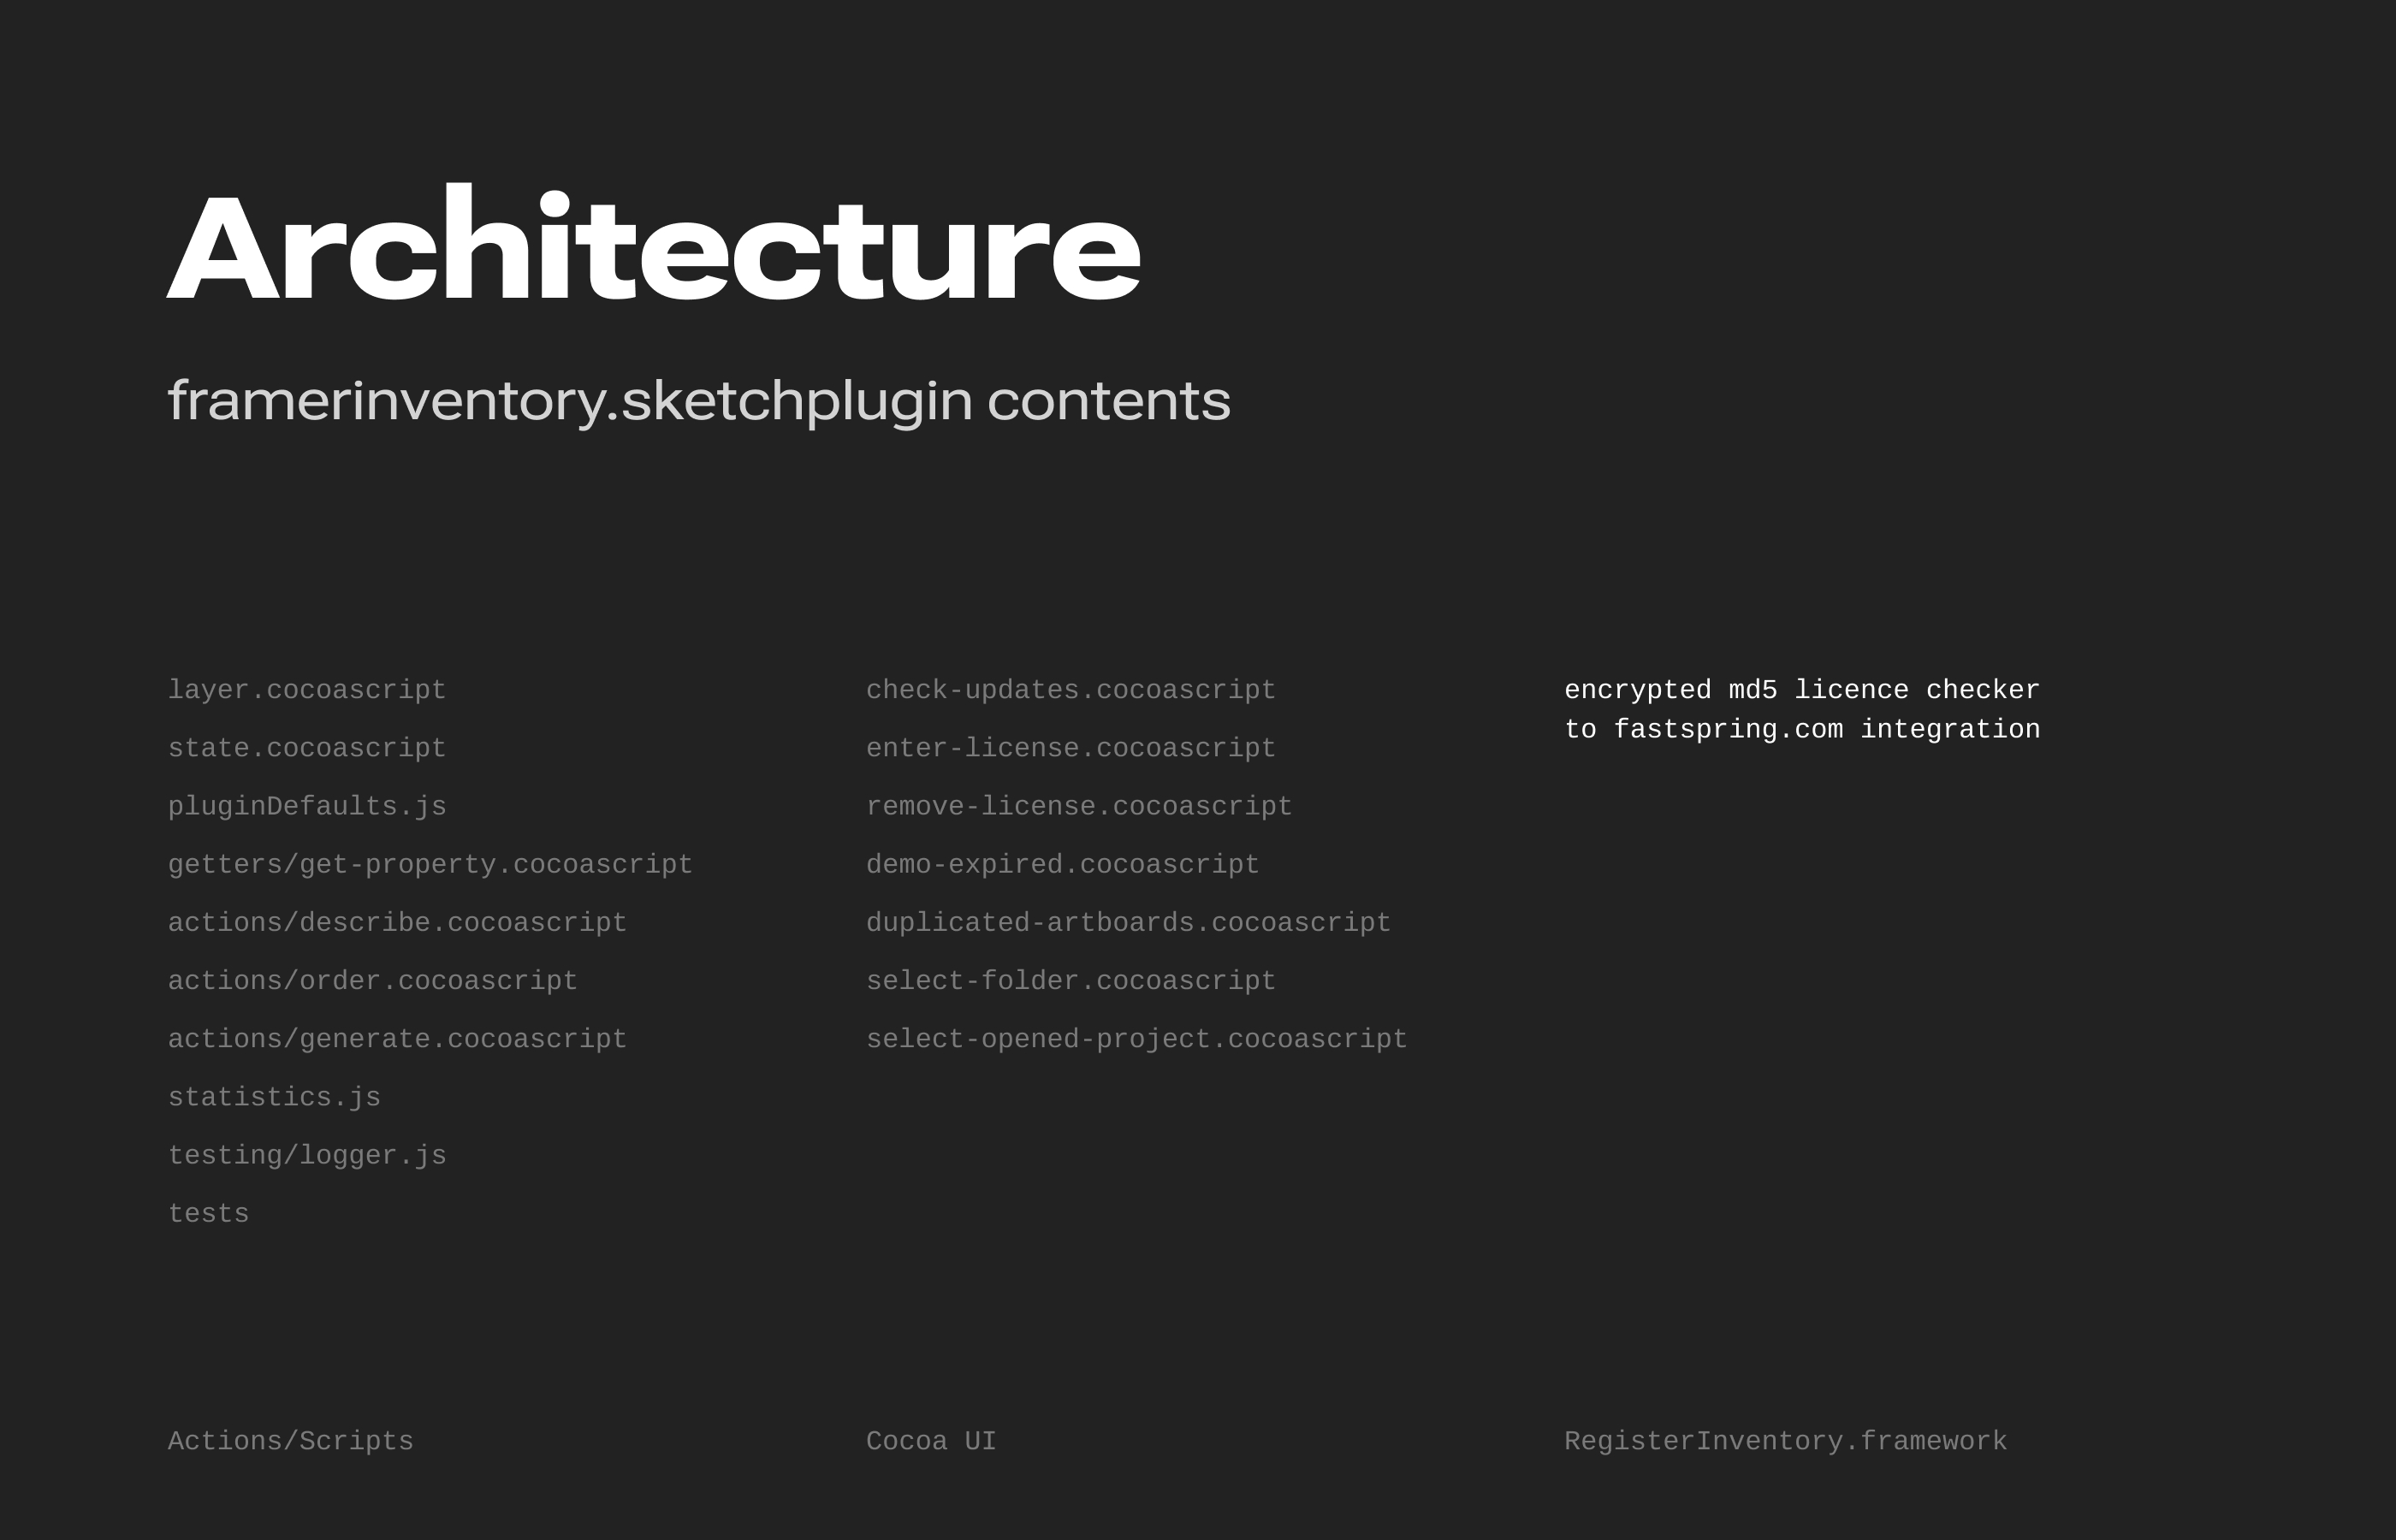 Architecture
framerinventory.sketchplugin contents
layer.cocoascript
state.cocoascript
pluginDefaults.js
getters/get-property.cocoascript
actions/describe.cocoascript
actions/order.cocoascript
actions/generate.cocoascript
statistics.js
testing/logger.js
tests
Actions/Scripts
check-updates.cocoascript
enter-license.cocoascript
remove-license.cocoascript
demo-expired.cocoascript
duplicated-artboards.cocoascript
select-folder.cocoascript
select-opened-project.cocoascript
Cocoa UI
encrypted md5 licence checker
to fastspring.com integration
RegisterInventory.framework